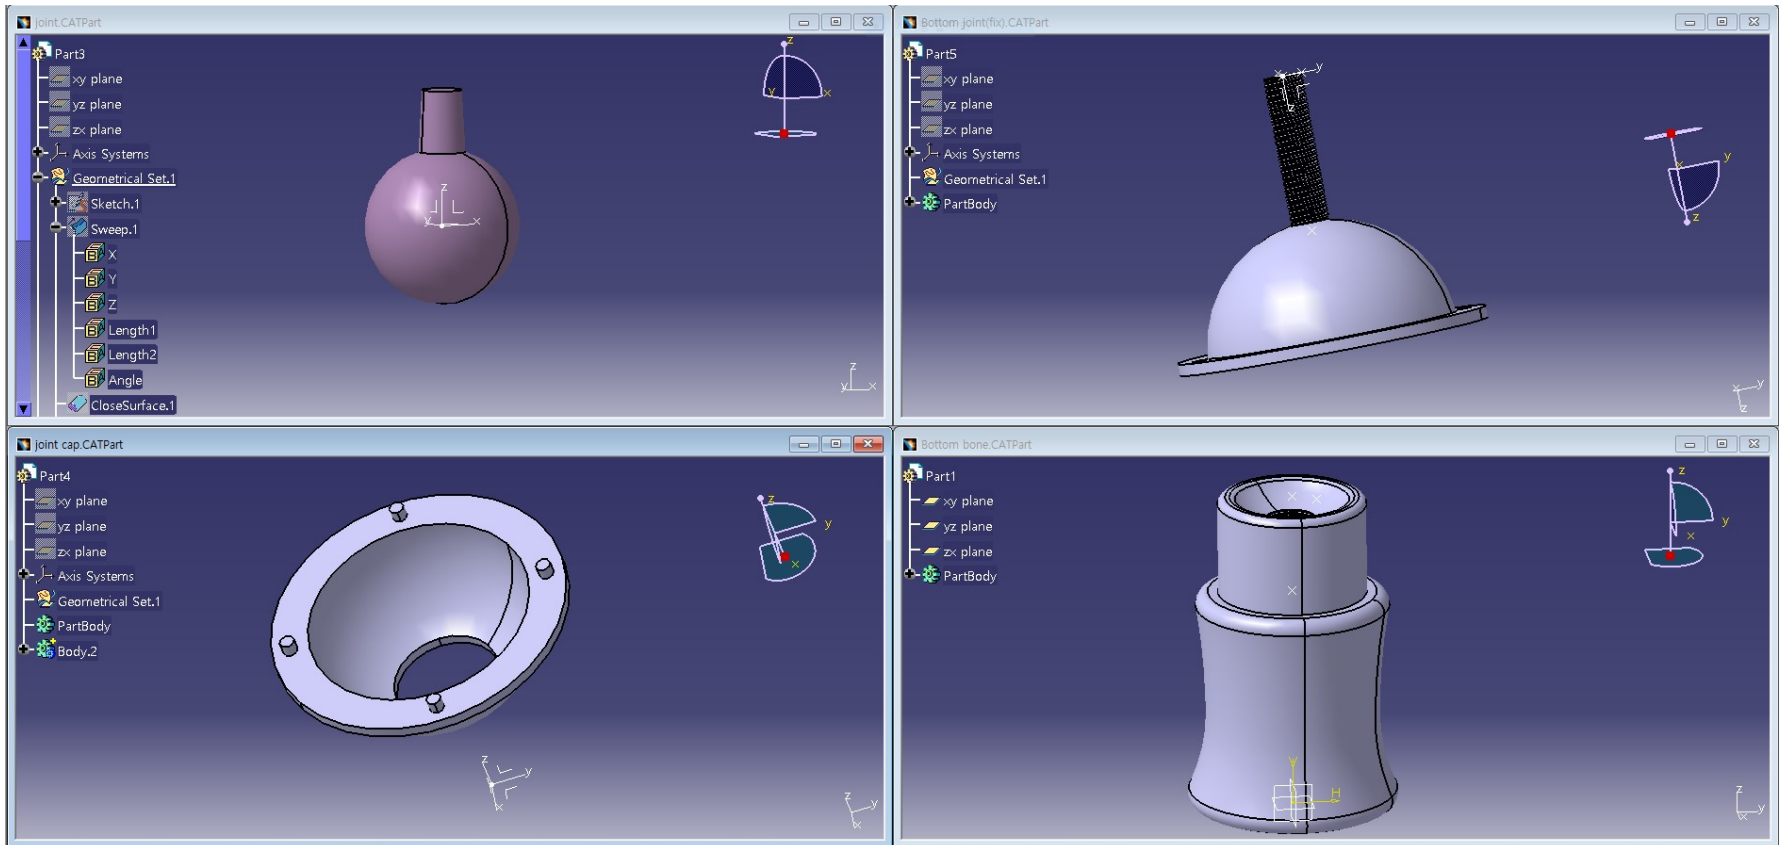 joint.CATPart
Part3
xy plane
yz plane
zx plane
Axis Systems
Geometrical Set.1
Sketch.1
Sweep.1
X
Y
Z
Length1
Length2
Angle
CloseSurface.1
z
y
x
z
y
x
z
y
x
Bottom joint(fix).CATPart
Part5
xy plane
yz plane
zx plane
Axis Systems
Geometrical Set.1
PartBody
y
z
x
y
z
x
y
z
joint cap.CATPart
Part4
xy plane
yz plane
zx plane
Axis Systems
Geometrical Set.1
PartBody
Body.2
z
y
x
z
y
x
z
y
x
Bottom bone.CATPart
Part1
xy plane
yz plane
zx plane
PartBody
z
y
x
V
H
z
y